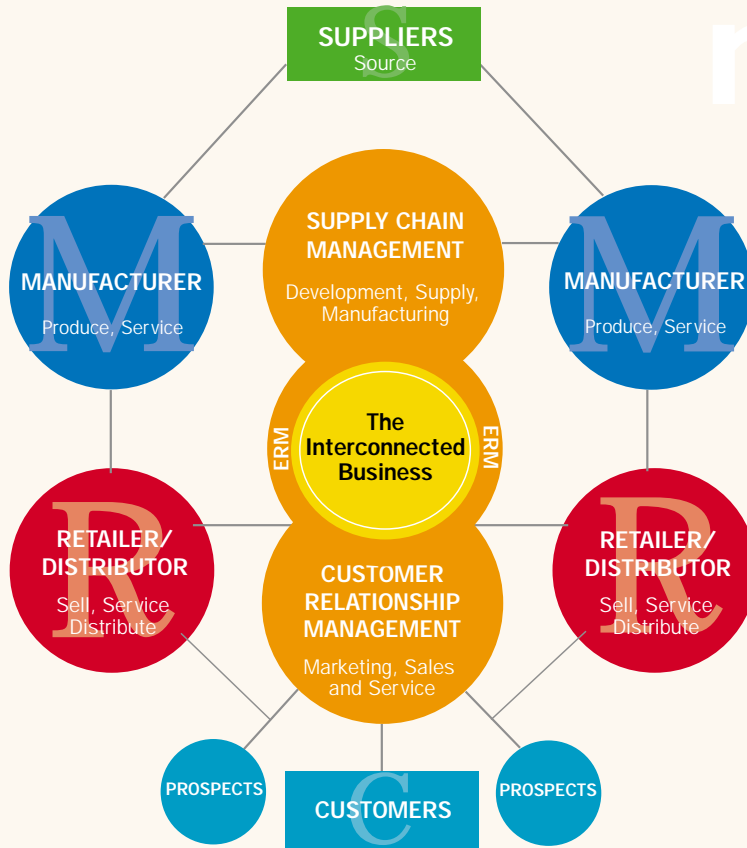 S
SUPPLIERS
Source
M
MANUFACTURER
Produce, Service
SUPPLY CHAIN
MANAGEMENT
Development, Supply,
Manufacturing
M
MANUFACTURER
Produce, Service
ERM
The
Interconnected
Business
ERM
R
RETAILER/
DISTRIBUTOR
Sell, Service
Distribute
CUSTOMER
RELATIONSHIP
MANAGEMENT
Marketing, Sales
and Service
R
RETAILER/
DISTRIBUTOR
Sell, Service
Distribute
PROSPECTS
C
CUSTOMERS
PROSPECTS